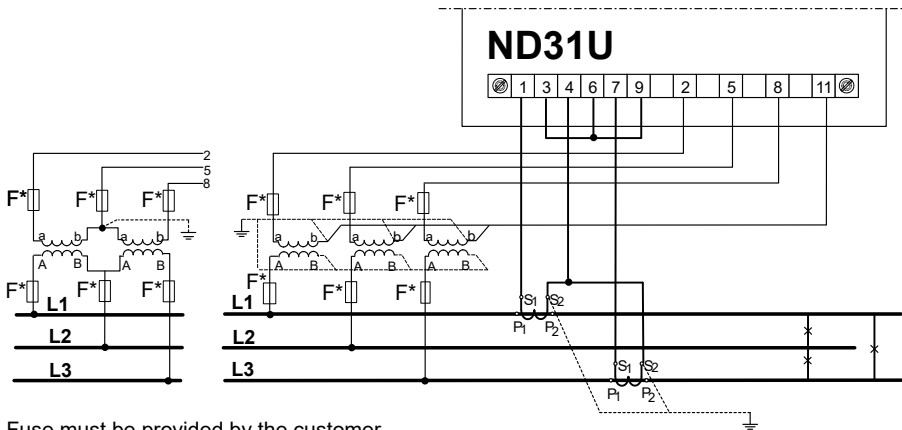 ND31U
1 3 4 6 7 9 2 5 8 11
2
5
8
F* F* F*
F* F* F*
a b a b
A B A B
F* F* F*
L1
L2
L3
a b a b a b
A B A B A B
F* F* F*
L1
L2
L3
S1 S2
P1 P2
S1 S2
P1 P2
Fuse must be provided by the customer